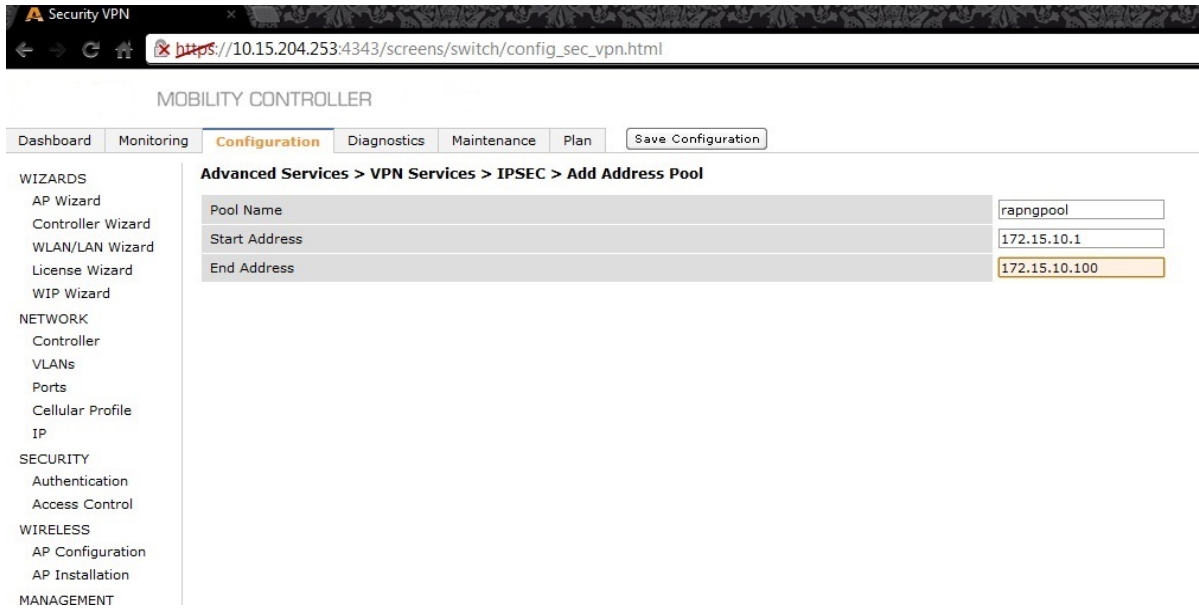 Security VPN
https://10.15.204.253:4343/screens/switch/config_sec_vpn.html
MOBILITY CONTROLLER
Dashboard Monitoring Configuration Diagnostics Maintenance Plan Save Configuration
WIZARDS
AP Wizard
Controller Wizard
WLAN/LAN Wizard
License Wizard
WIP Wizard
NETWORK
Controller
VLANs
Ports
Cellular Profile
IP
SECURITY
Authentication
Access Control
WIRELESS
AP Configuration
AP Installation
MANAGEMENT
Advanced Services > VPN Services > IPSEC > Add Address Pool
Pool Name rapngpool
Start Address 172.15.10.1
End Address 172.15.10.100